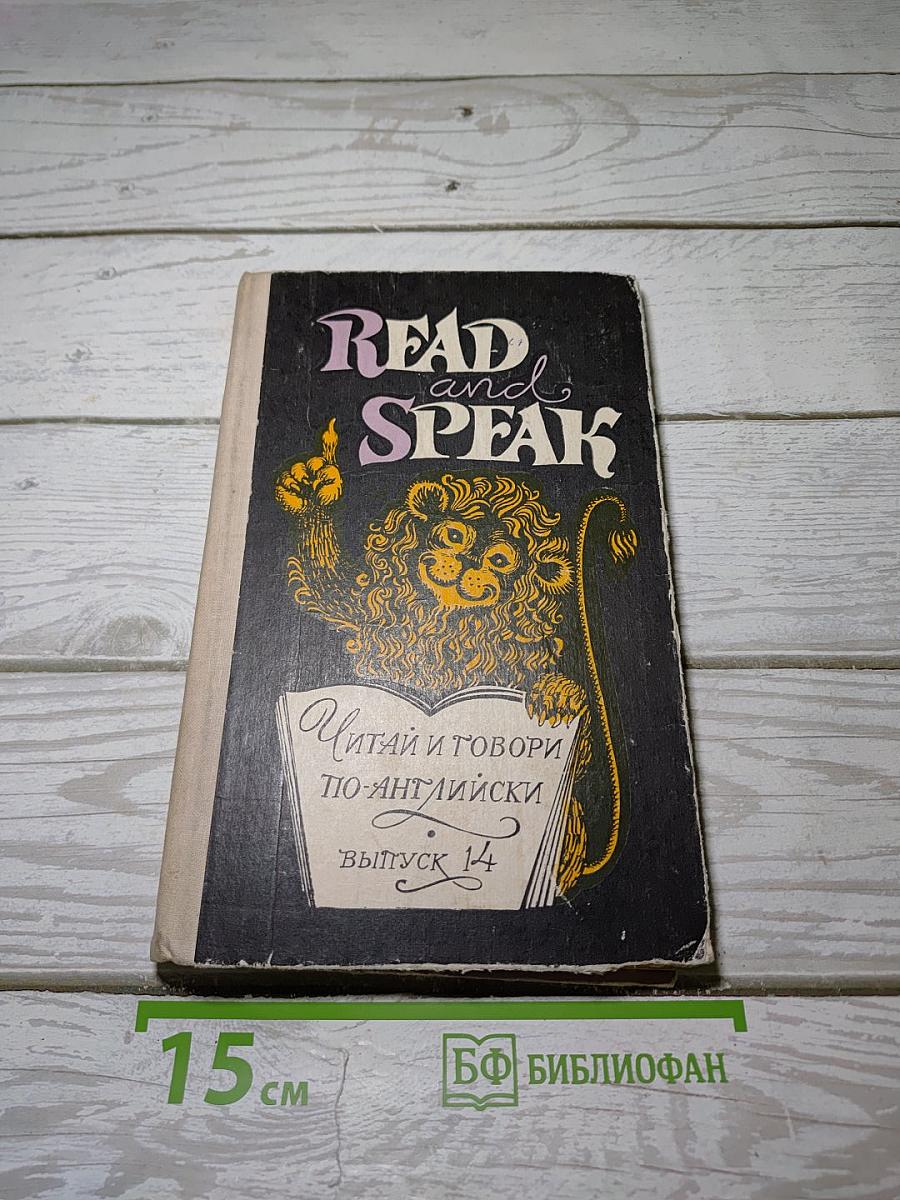 READ
and
SPEAK
Читай и говори
по-английски
выпуск 14
15 см
БФ БИБЛИОФАН